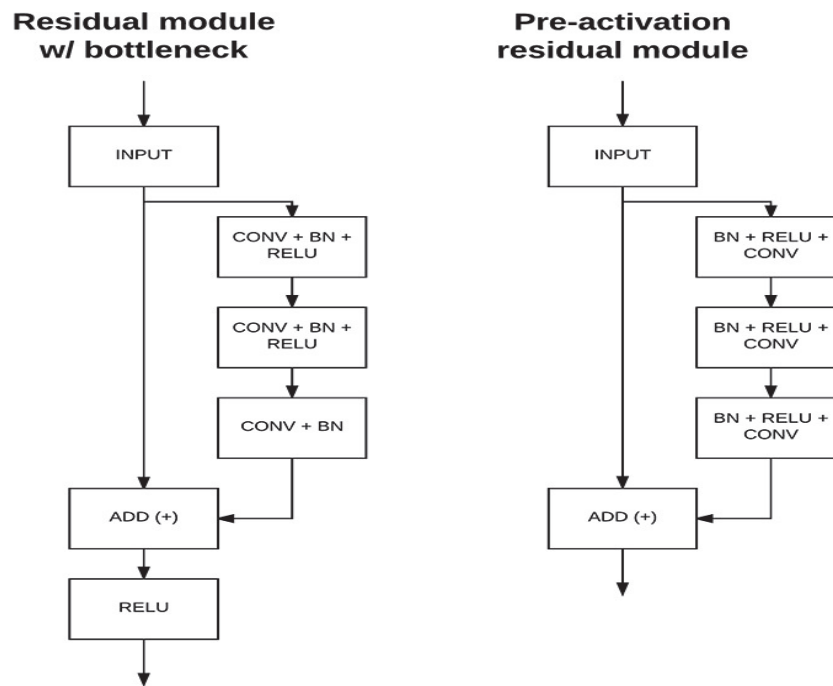 Residual module
w/ bottleneck
INPUT
CONV + BN +
RELU
CONV + BN +
RELU
CONV + BN
ADD (+)
RELU
Pre-activation
residual module
INPUT
BN + RELU +
CONV
BN + RELU +
CONV
BN + RELU +
CONV
ADD (+)